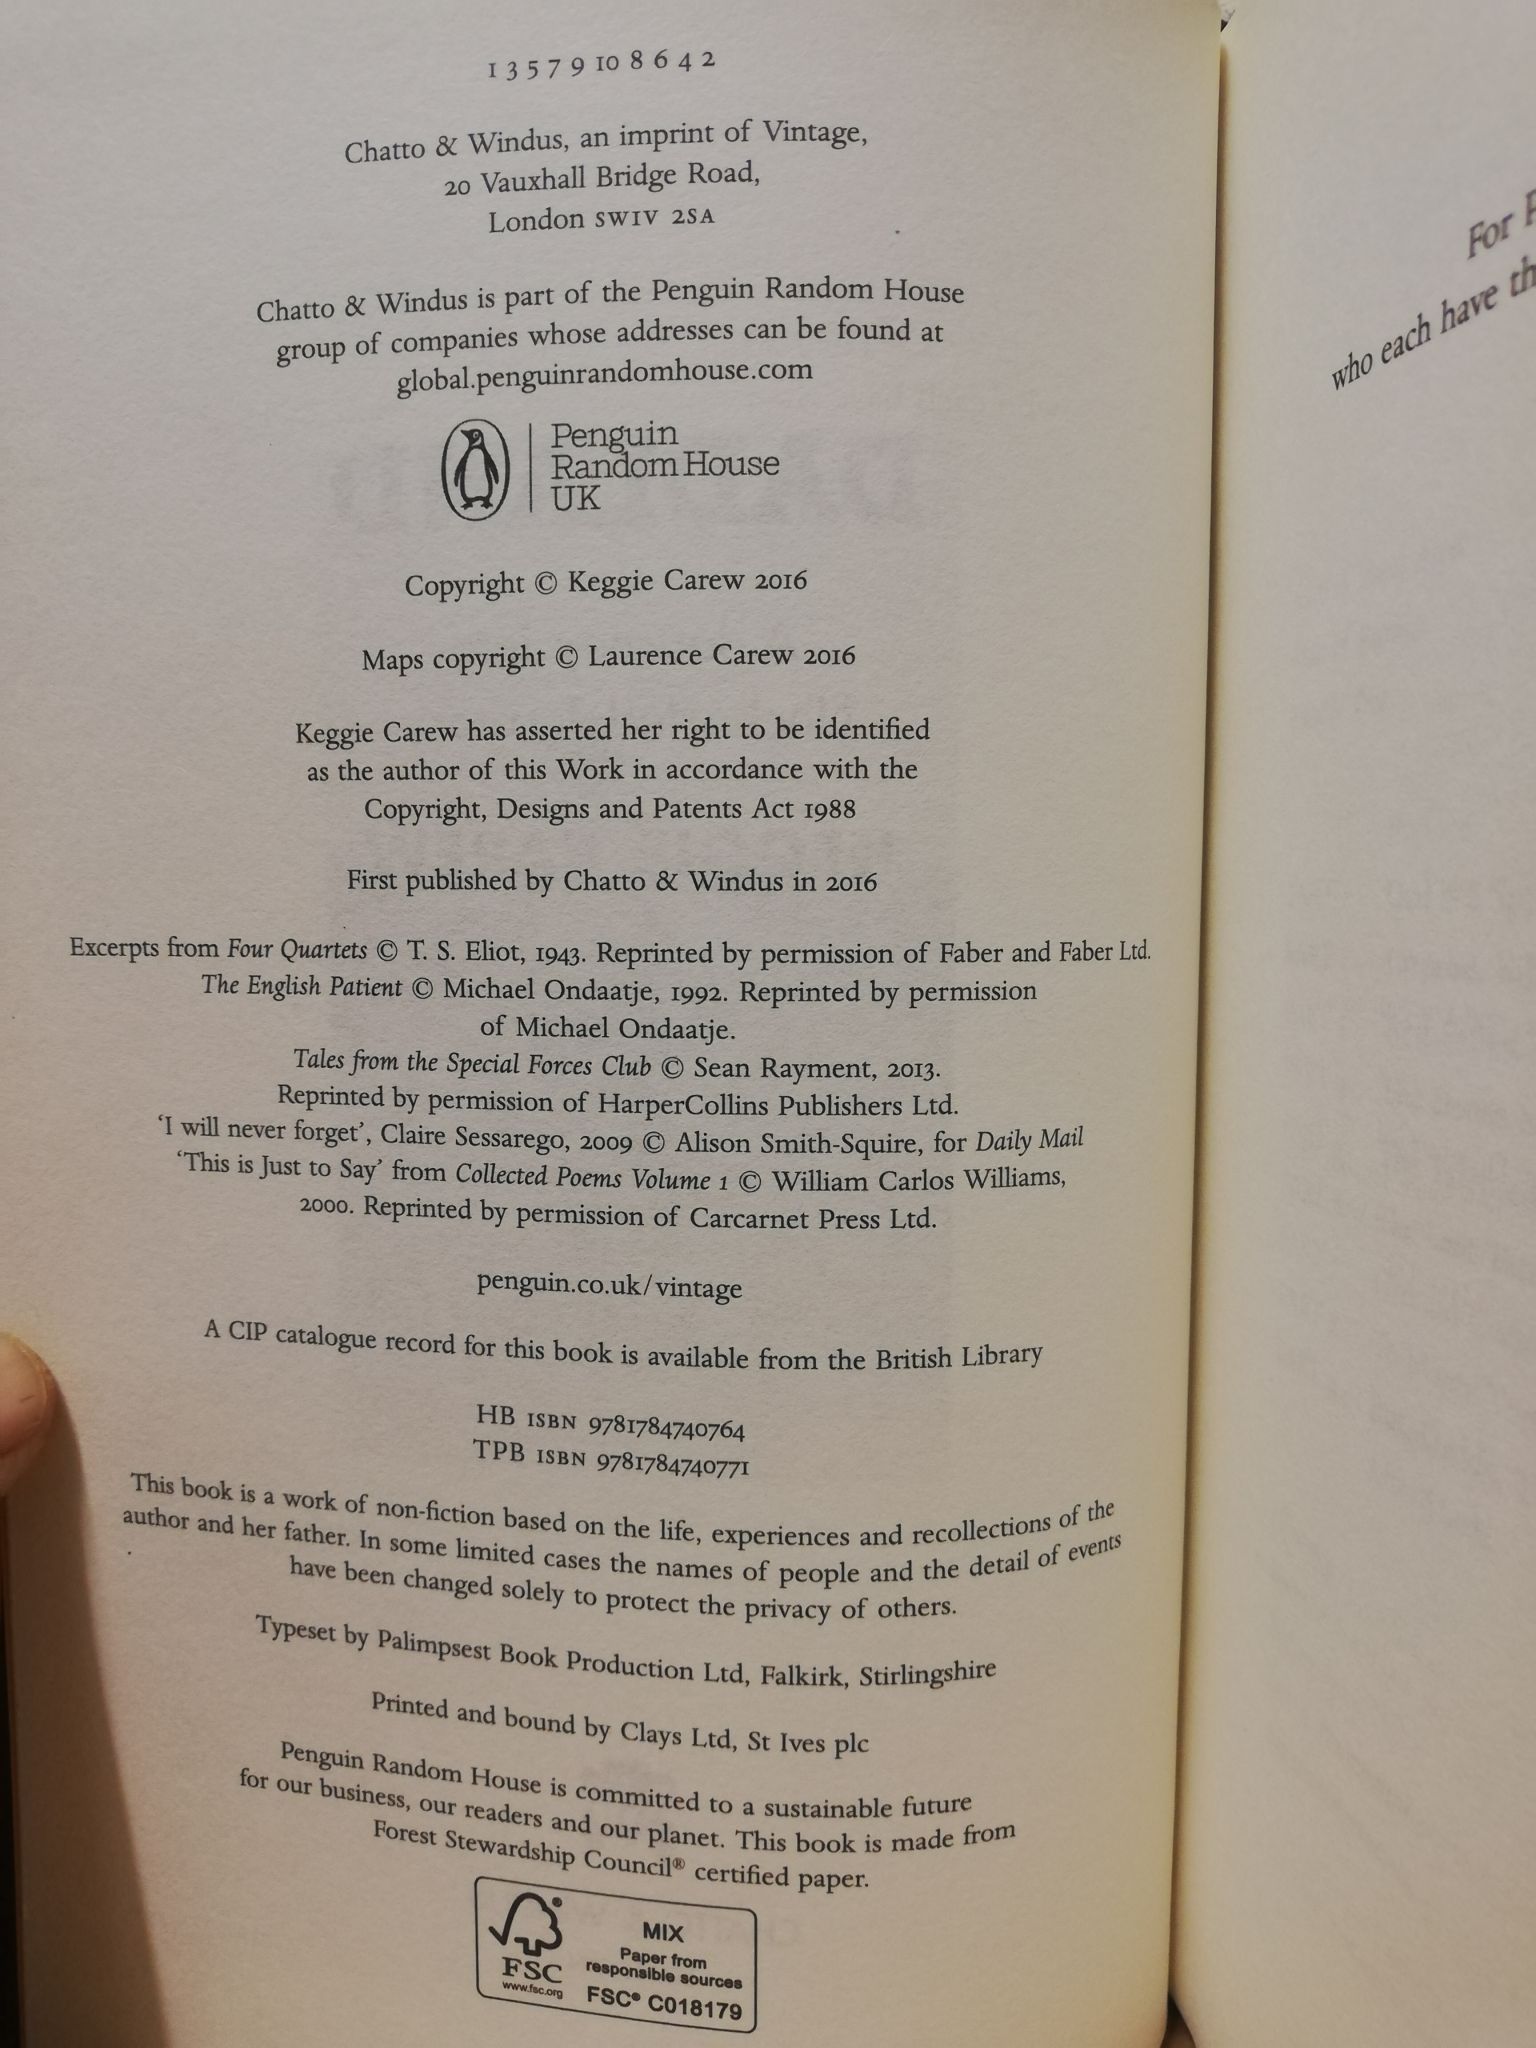 1 3 5 7 9 10 8 6 4 2
Chatto & Windus, an imprint of Vintage,
20 Vauxhall Bridge Road,
London SW1V 2SA
Chatto & Windus is part of the Penguin Random House
group of companies whose addresses can be found at
global.penguinrandomhouse.com
Penguin
Random House
UK
Copyright © Keggie Carew 2016
Maps copyright © Laurence Carew 2016
Keggie Carew has asserted her right to be identified
as the author of this Work in accordance with the
Copyright, Designs and Patents Act 1988
First published by Chatto & Windus in 2016
Excerpts from Four Quartets © T. S. Eliot, 1943. Reprinted by permission of Faber and Faber Ltd.
The English Patient © Michael Ondaatje, 1992. Reprinted by permission
of Michael Ondaatje.
Tales from the Special Forces Club © Sean Rayment, 2013.
Reprinted by permission of HarperCollins Publishers Ltd.
‘I will never forget’, Claire Sessarego, 2009 © Alison Smith-Squire, for Daily Mail
‘This is Just to Say’ from Collected Poems Volume 1 © William Carlos Williams,
2000. Reprinted by permission of Carcarnet Press Ltd.
penguin.co.uk/vintage
A CIP catalogue record for this book is available from the British Library
HB ISBN 9781784740764
TPB ISBN 9781784740771
This book is a work of non-fiction based on the life, experiences and recollections of the
author and her father. In some limited cases the names of people and the detail of events
have been changed solely to protect the privacy of others.
Typeset by Palimpsest Book Production Ltd, Falkirk, Stirlingshire
Printed and bound by Clays Ltd, St Ives plc
Penguin Random House is committed to a sustainable future
for our business, our readers and our planet. This book is made from
Forest Stewardship Council® certified paper.
FSC
www.fsc.org
MIX
Paper from
responsible sources
FSC® C018179
For
who each have